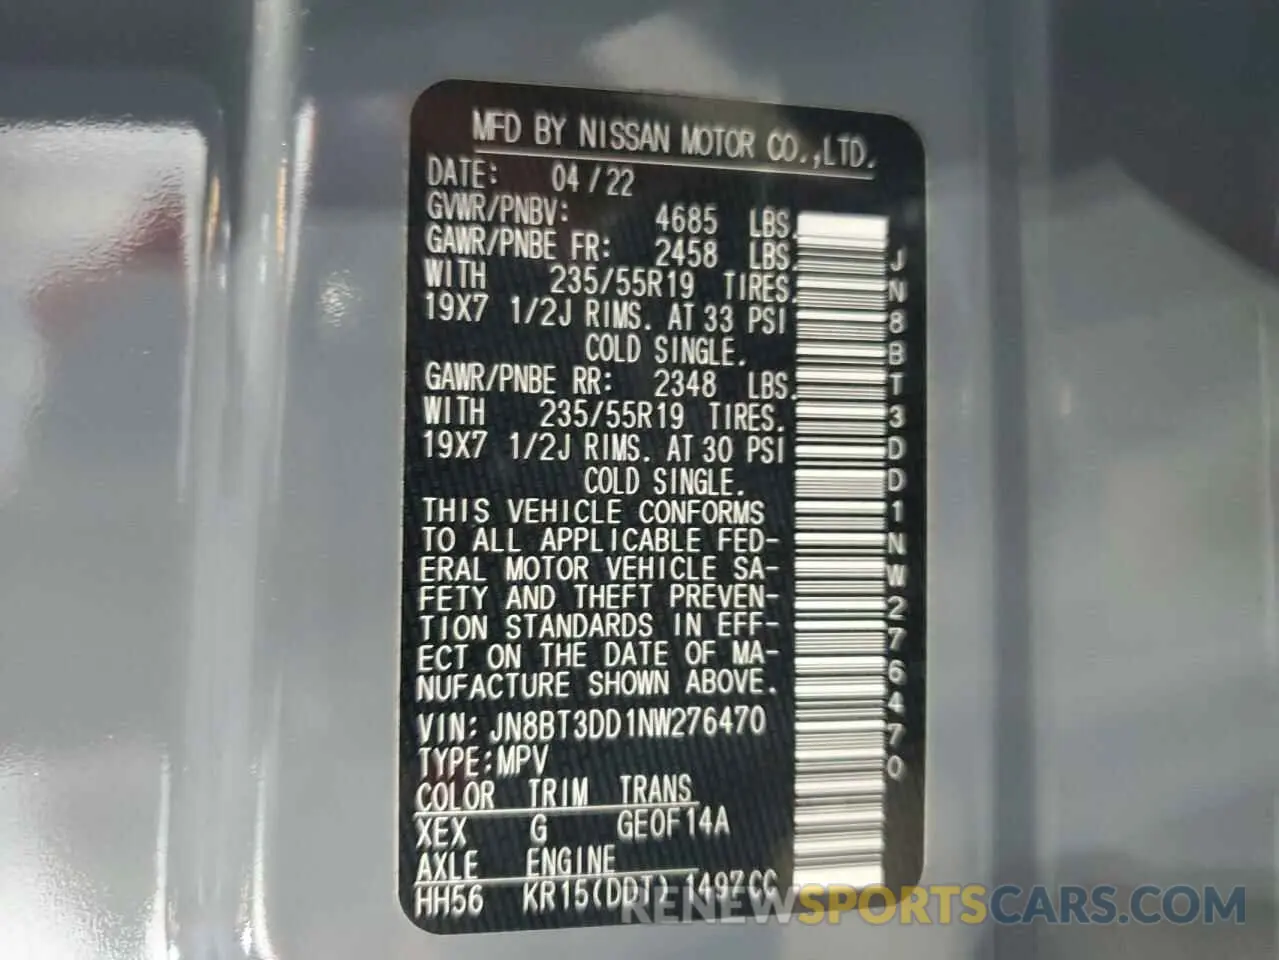 MFD BY NISSAN MOTOR CO.,LTD.
DATE: 04/22
GVWR/PNBV: 4685 LBS.
GAWR/PNBE FR: 2458 LBS.
WITH 235/55R19 TIRES.
19X7 1/2J RIMS. AT 33 PSI
COLD SINGLE.
GAWR/PNBE RR: 2348 LBS.
WITH 235/55R19 TIRES.
19X7 1/2J RIMS. AT 30 PSI
COLD SINGLE.
THIS VEHICLE CONFORMS
TO ALL APPLICABLE FED-
ERAL MOTOR VEHICLE SA-
FETY AND THEFT PREVEN-
TION STANDARDS IN EFF-
ECT ON THE DATE OF MA-
NUFACTURE SHOWN ABOVE.
VIN: JN8BT3DD1NW276470
TYPE:MPV
COLOR TRIM TRANS
XEX G GE0F14A
AXLE ENGINE
HH56 KR15(DDT) 1497CC
JN8BT3DD1NW276470
RENEWSPORTSCARS.COM